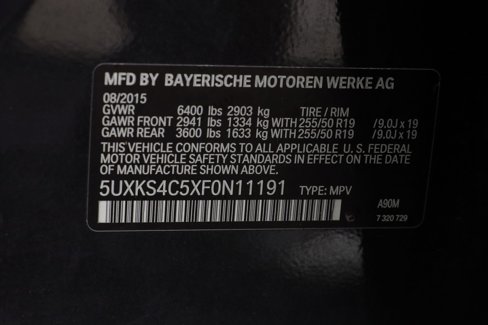 MFD BY BAYERISCHE MOTOREN WERKE AG
08/2015
GVWR 6400 lbs 2903 kg TIRE / RIM
GAWR FRONT 2941 lbs 1334 kg WITH 255/50 R19 /9.0J x 19
GAWR REAR 3600 lbs 1633 kg WITH 255/50 R19 /9.0J x 19
THIS VEHICLE CONFORMS TO ALL APPLICABLE U. S. FEDERAL
MOTOR VEHICLE SAFETY STANDARDS IN EFFECT ON THE DATE
OF MANUFACTURE SHOWN ABOVE.
5UXKS4C5XF0N11191 TYPE: MPV
A90M
7 320 729